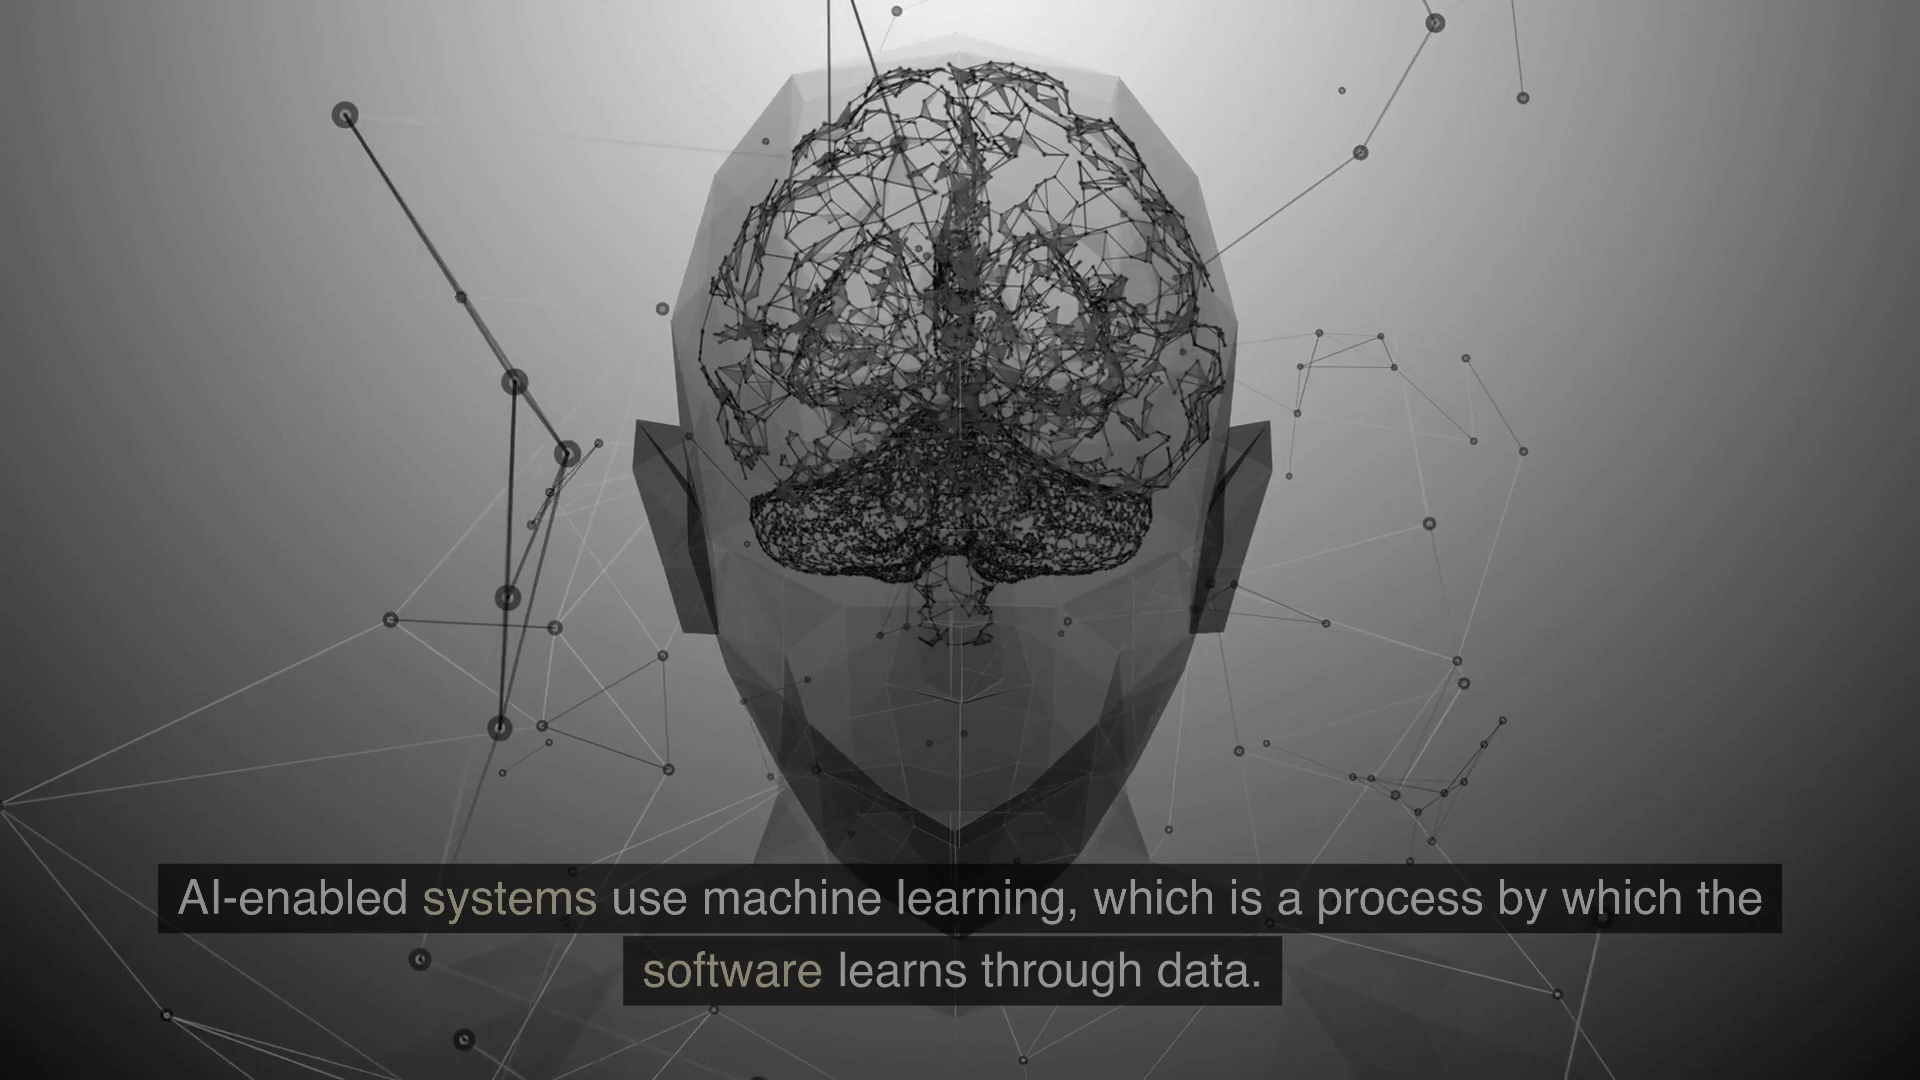 AI-enabled systems use machine learning, which is a process by which the
software learns through data.